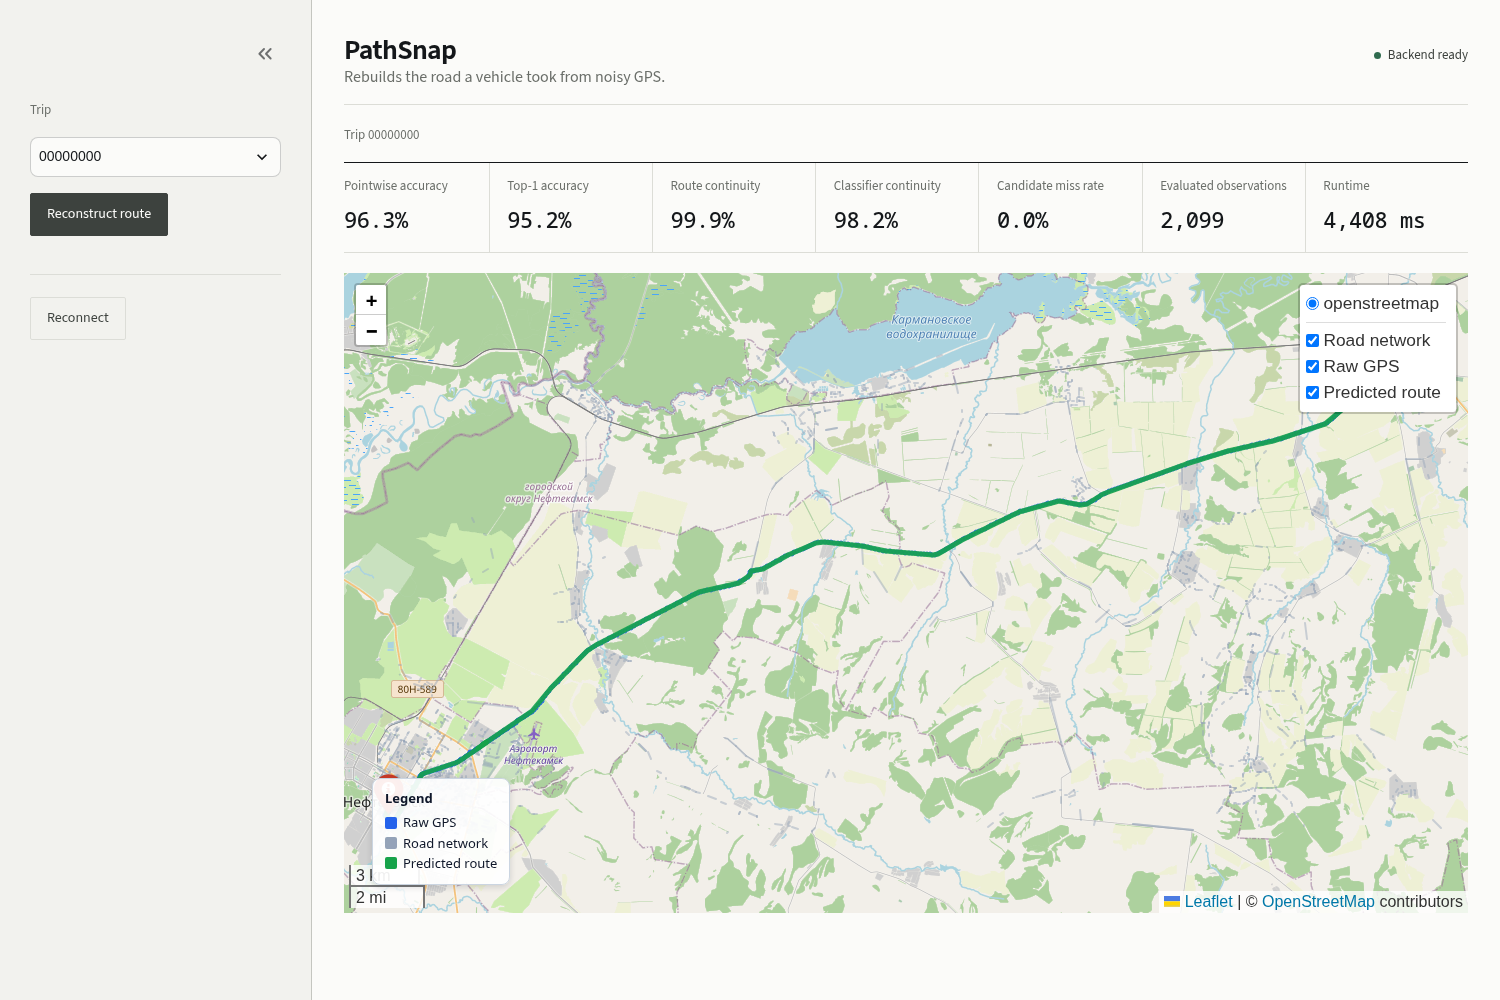 Trip
00000000
Reconstruct route
Reconnect
PathSnap
Rebuilds the road a vehicle took from noisy GPS.
Backend ready
Trip 00000000
Pointwise accuracy
96.3%
Top-1 accuracy
95.2%
Route continuity
99.9%
Classifier continuity
98.2%
Candidate miss rate
0.0%
Evaluated observations
2,099
Runtime
4,408 ms
+
−
Кармановское
водохранилище
openstreetmap
Road network
Raw GPS
Predicted route
городской
округ Нефтекамск
80Н-589
Аэропорт
Нефтекамск
Неф
Legend
Raw GPS
Road network
Predicted route
3 km
2 mi
Leaflet | © OpenStreetMap contributors